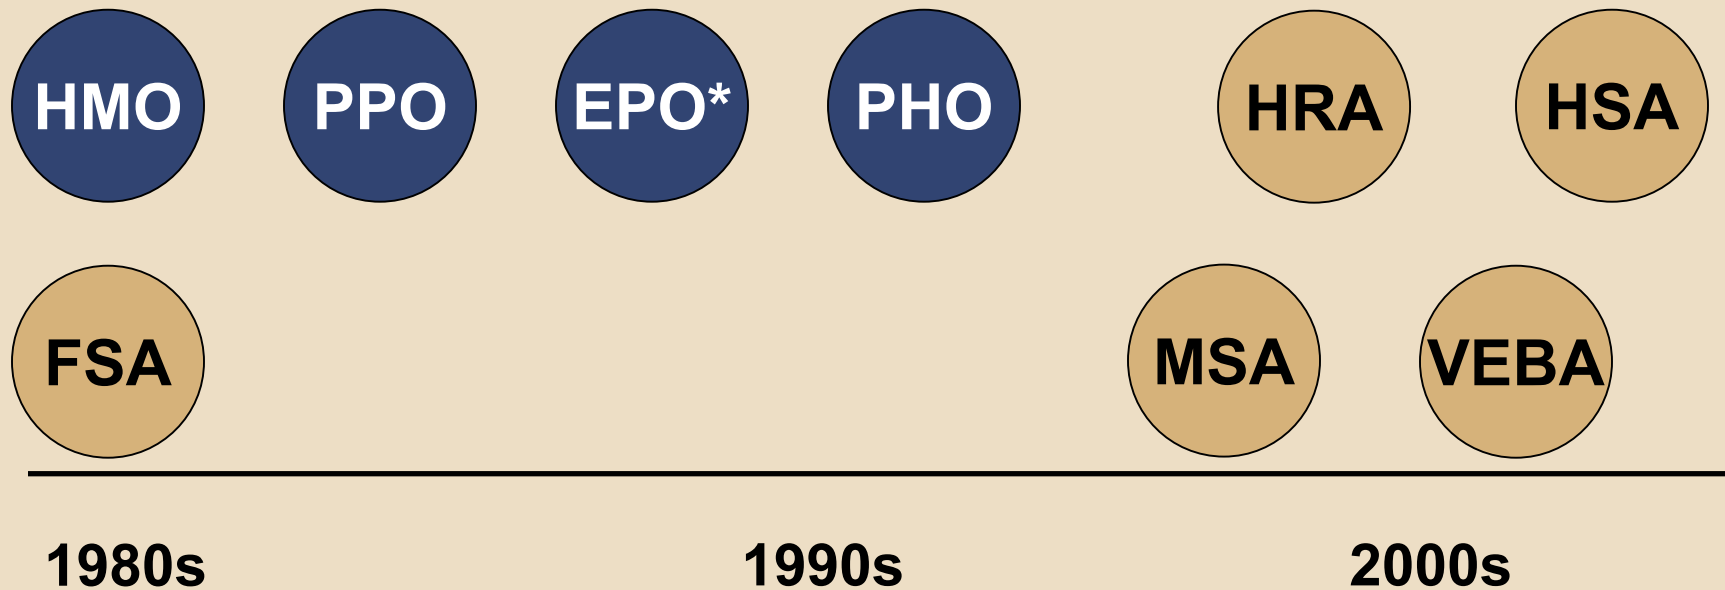 HMO PPO EPO* PHO HRA HSA
FSA MSA VEBA
1980s 1990s 2000s